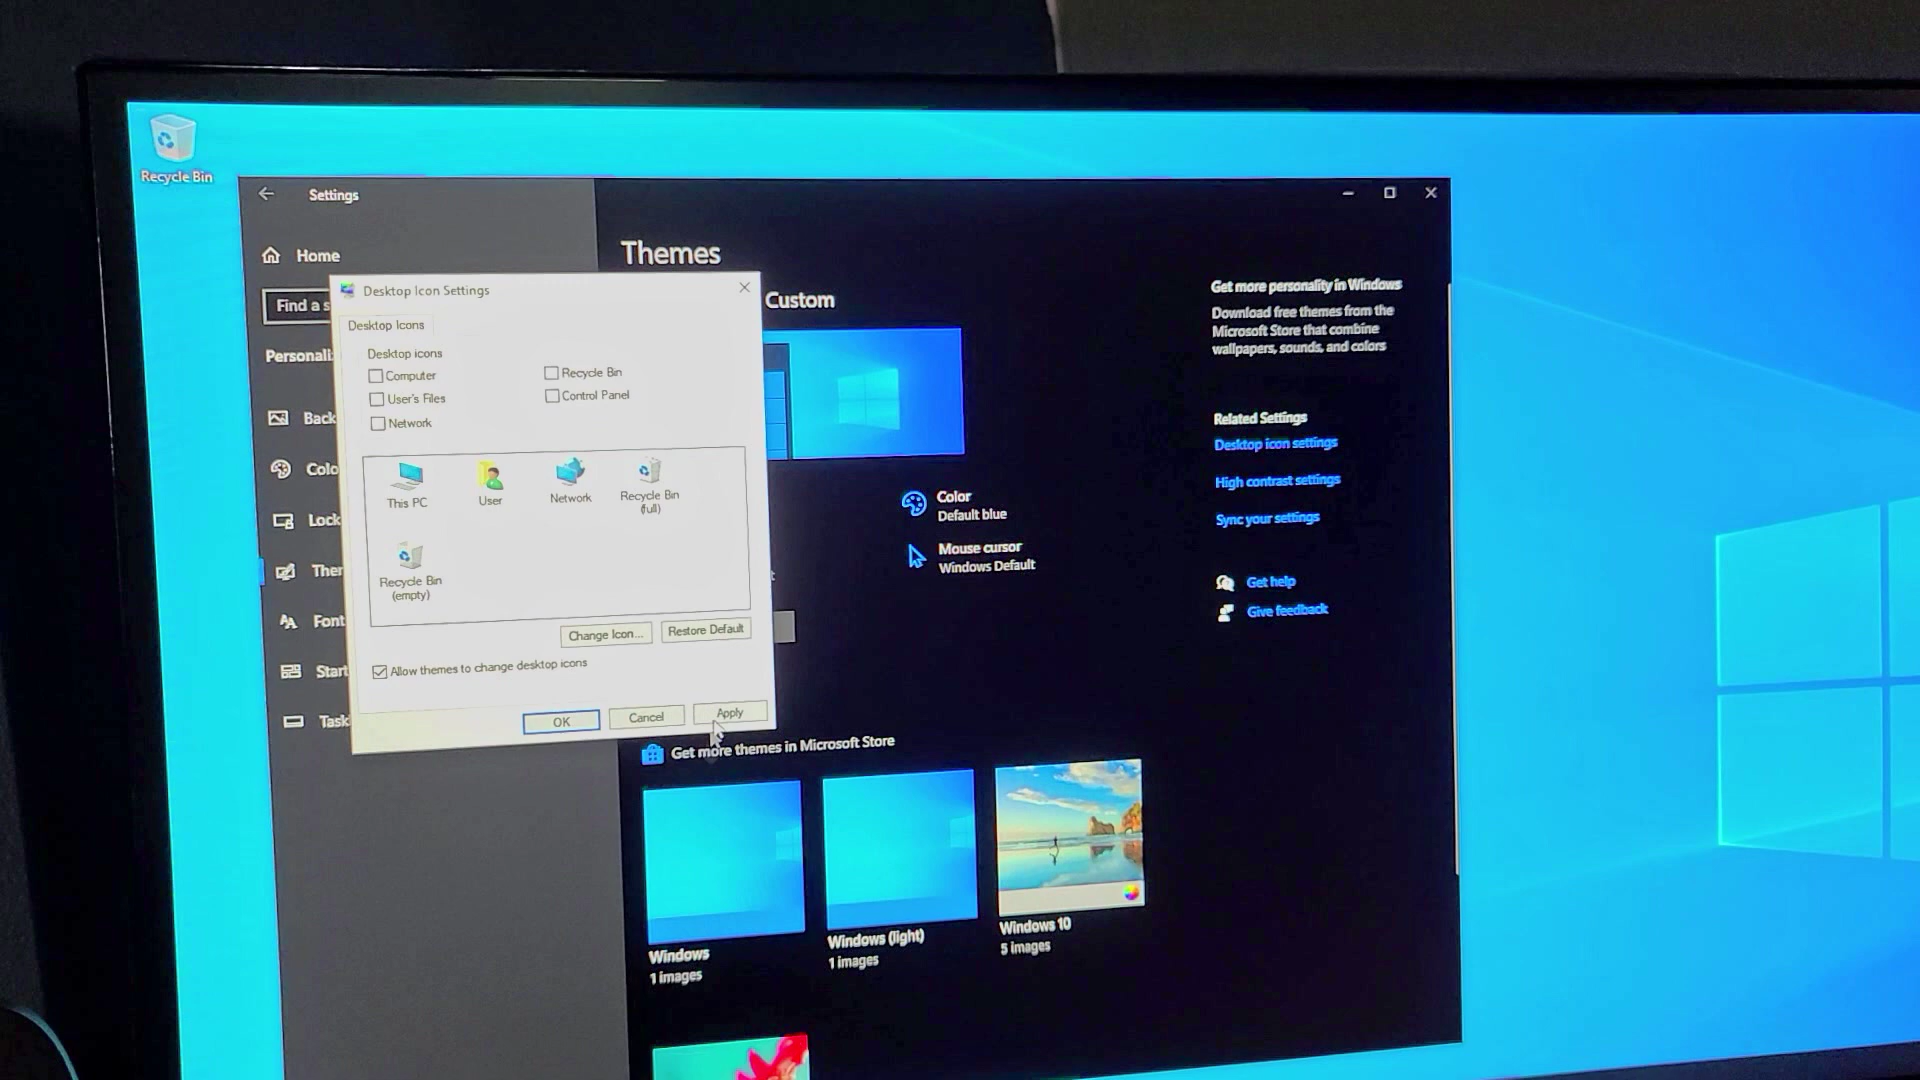 Recycle Bin
Settings
Home
Find a s
Personali
Back
Colo
Lock
Ther
Font
Start
Task
Desktop Icon Settings
Desktop Icons
Desktop icons
Computer
Recycle Bin
User's Files
Control Panel
Network
This PC
User
Network
Recycle Bin
(full)
Recycle Bin
(empty)
Change Icon...
Restore Default
Allow themes to change desktop icons
OK
Cancel
Apply
Themes
Custom
Color
Default blue
Mouse cursor
Windows Default
Get more themes in Microsoft Store
Windows
1 images
Windows (light)
1 images
Windows 10
5 images
Get more personality in Windows
Download free themes from the
Microsoft Store that combine
wallpapers, sounds, and colors
Related Settings
Desktop icon settings
High contrast settings
Sync your settings
Get help
Give feedback